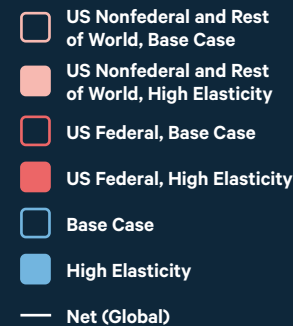 US Nonfederal and Rest
of World, Base Case
US Nonfederal and Rest
of World, High Elasticity
US Federal, Base Case
US Federal, High Elasticity
Base Case
High Elasticity
Net (Global)